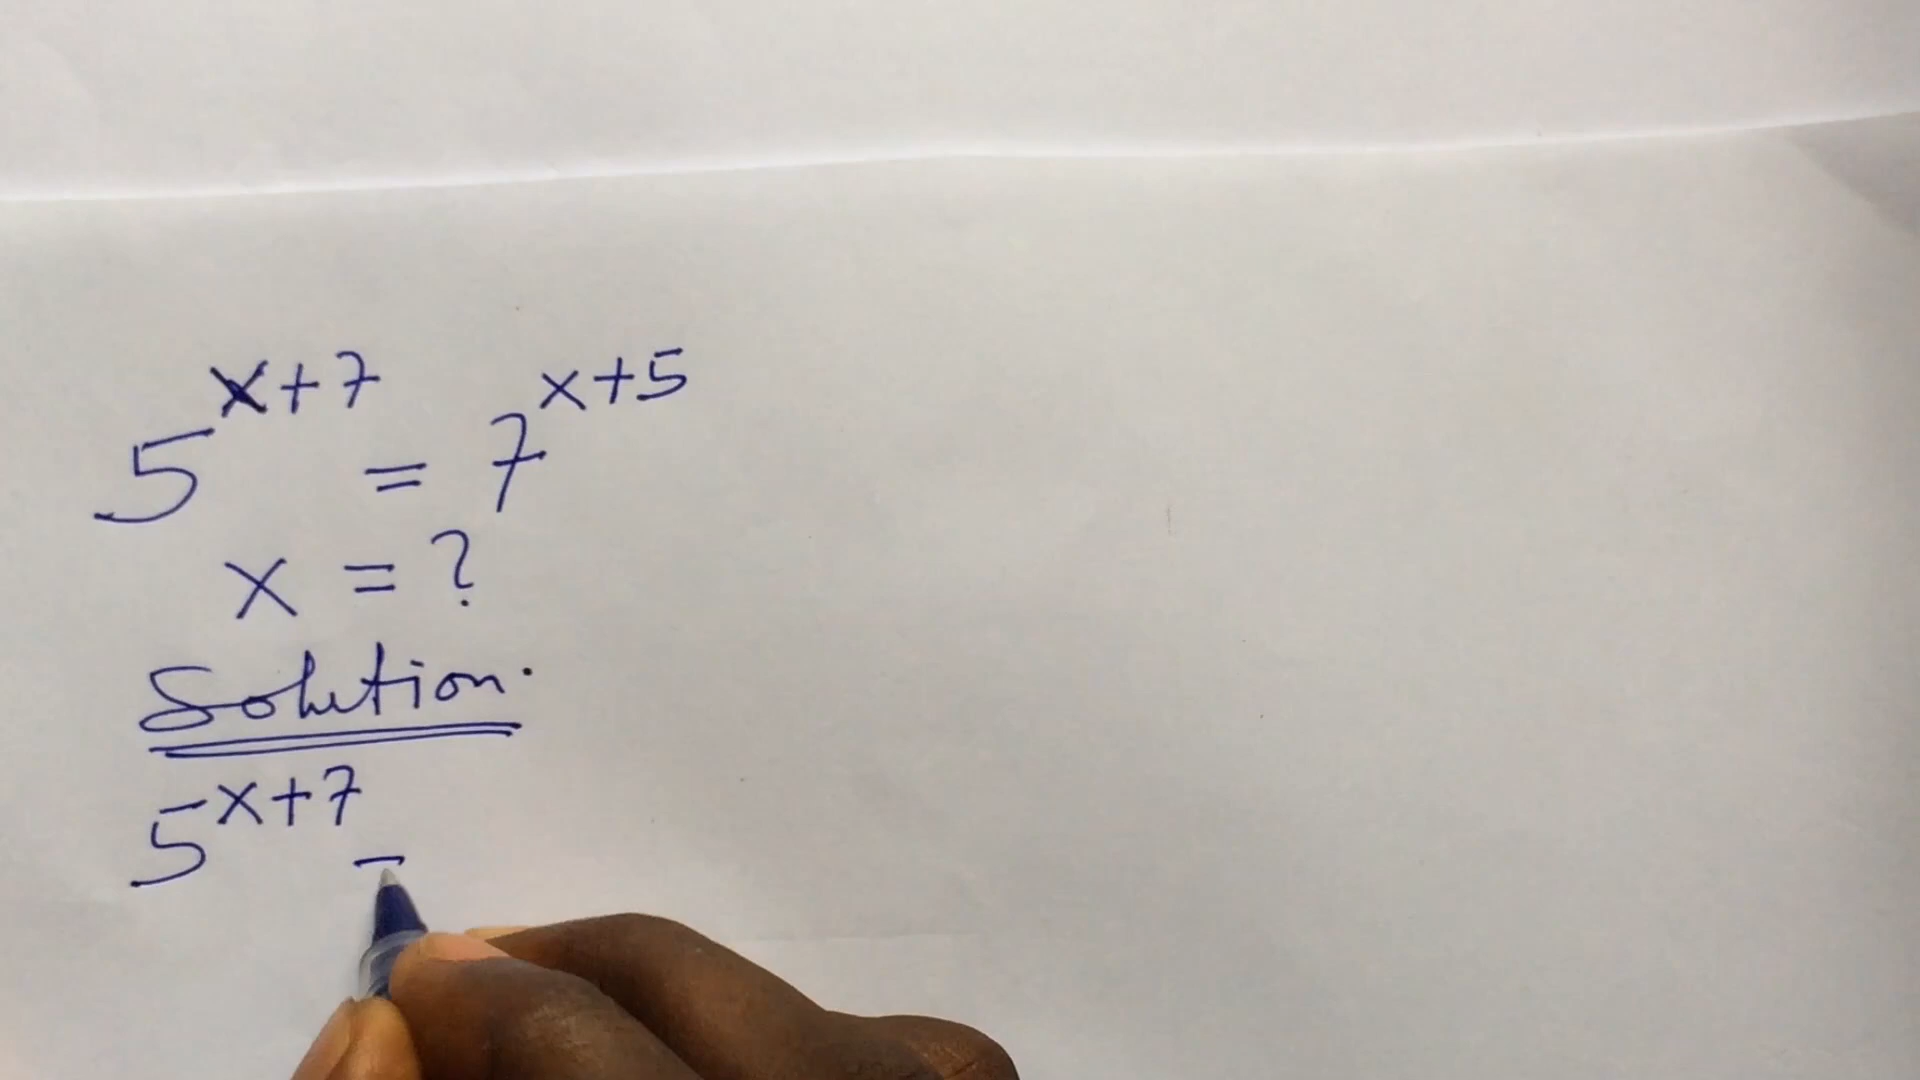 5^{x+7} = 7^{x+5}
x = ?
Solution.
5^{x+7} -